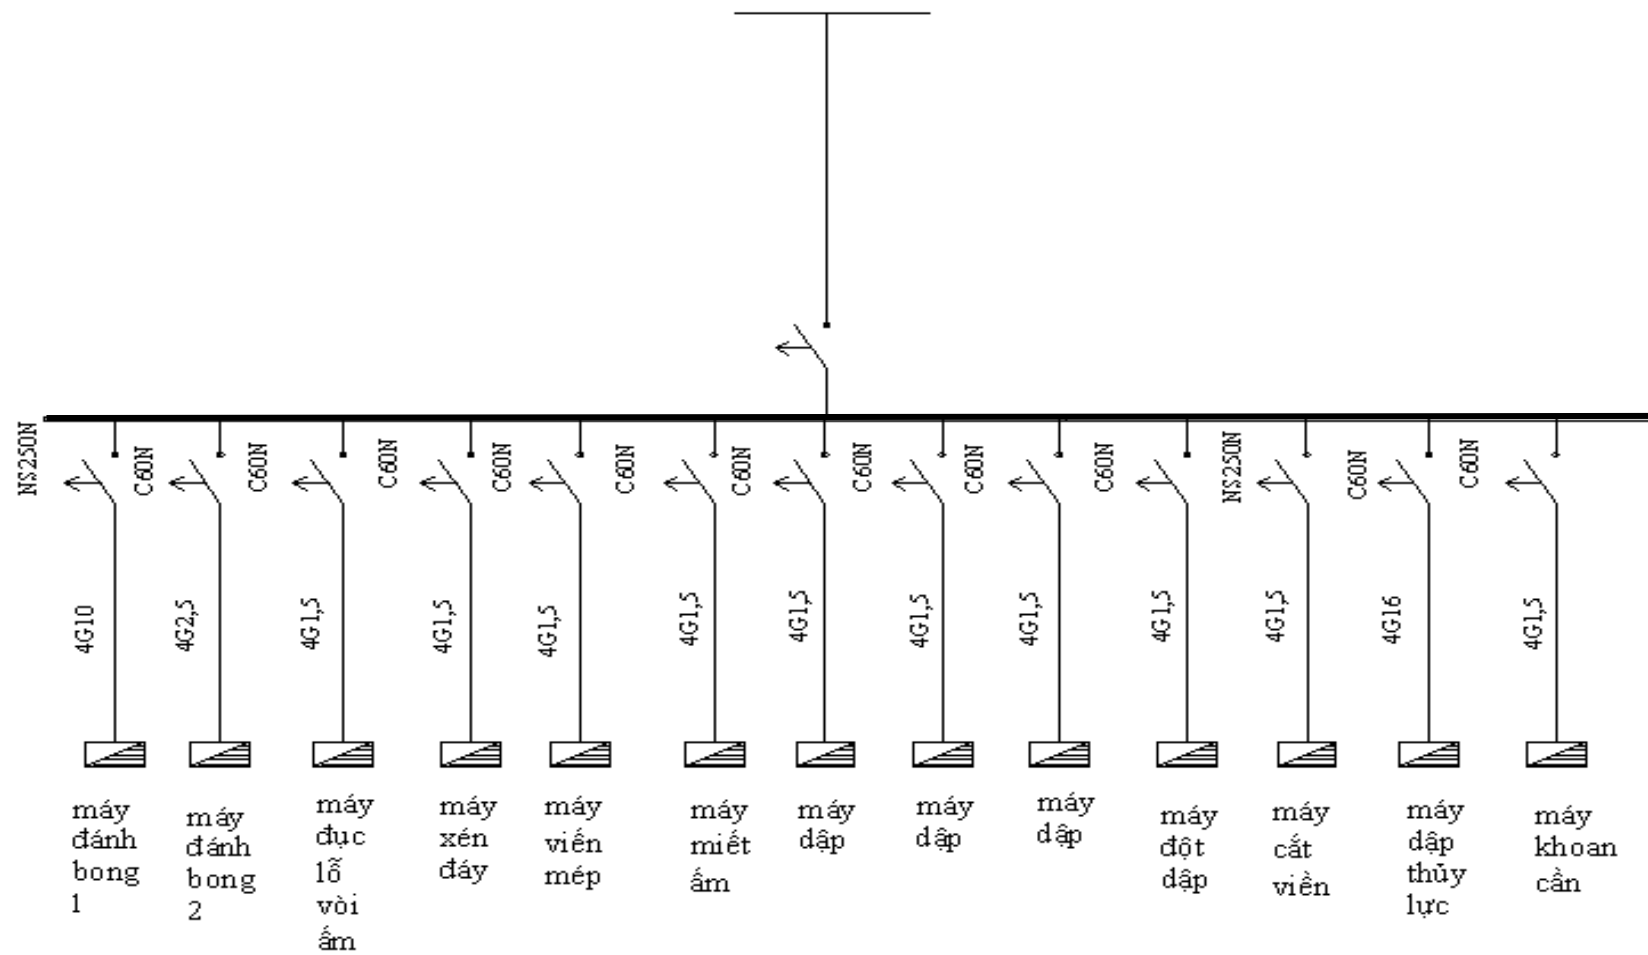 NS250N
C60N
C60N
C60N
C60N
C60N
C60N
C60N
C60N
C60N
NS250N
C60N
C60N
4G10
4G2,5
4G1,5
4G1,5
4G1,5
4G1,5
4G1,5
4G1,5
4G1,5
4G1,5
4G1,5
4G16
4G1,5
máy
đánh
bong
1
máy
đánh
bong
2
máy
đục
lỗ
vòi
ấm
máy
xén
đáy
máy
viền
mép
máy
miết
ấm
máy
dập
máy
dập
máy
dập
máy
đột
dập
máy
cắt
viền
máy
dập
thủy
lực
máy
khoan
cần